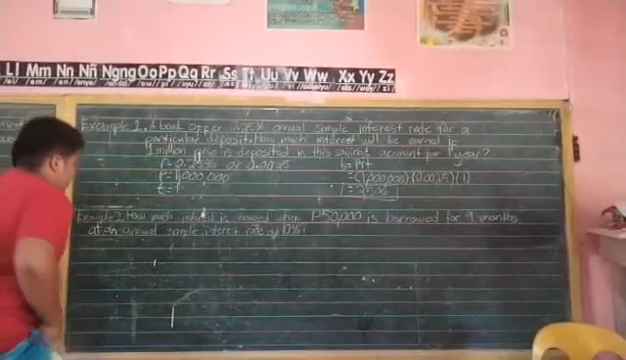 Ll Mm Nn Ññ Ngng Oo Pp Qq Rr Ss Tt Uu Vv Ww Xx Yy Zz
Example 1. A bank offer 0.25% annual simple interest rate for a
particular deposit. How much interest will be earned if
1 million peso is deposited in this savings account for 1 year?
r = 0.25% or 0.0025
P = 1,000,000
t = 1
I = Prt
= (1,000,000)(0.0025)(1)
I = 2500
Example 2. How much interest is charged when P50,000 is borrowed for 9 months
at an annual simple interest rate of 10%?